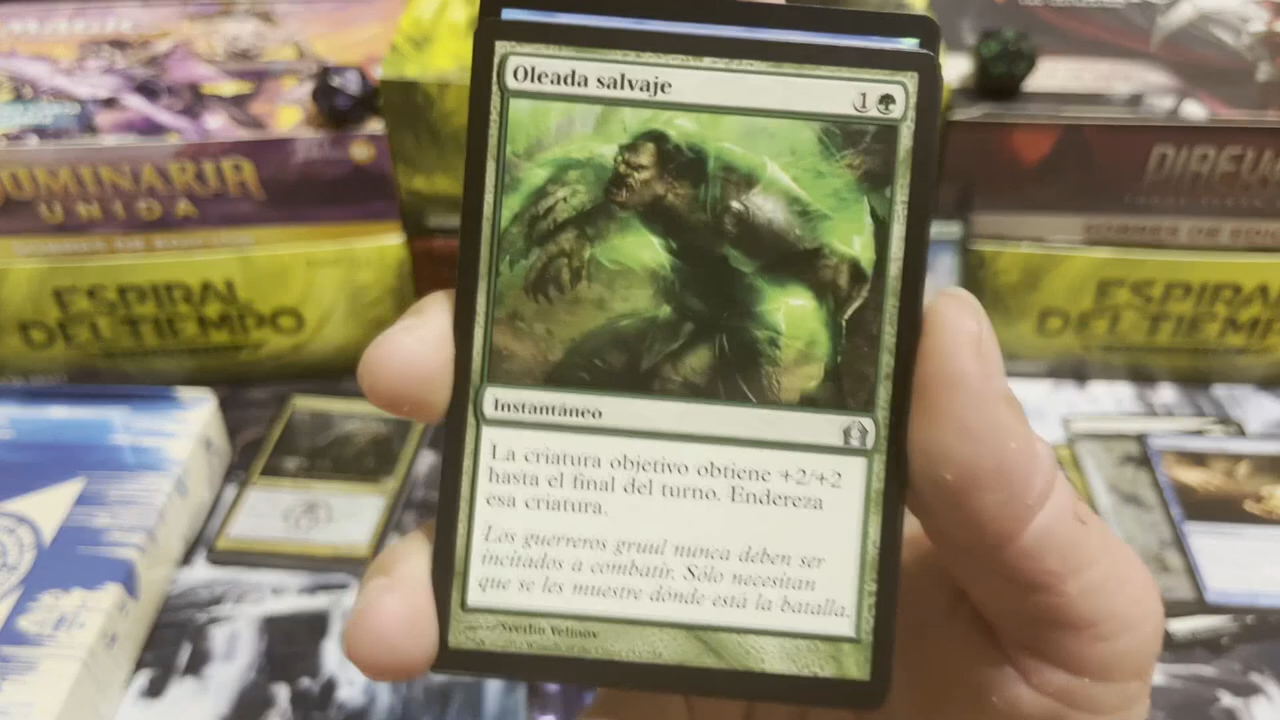 Oleada salvaje
1
Instantáneo
La criatura objetivo obtiene +2/+2
hasta el final del turno. Endereza
esa criatura.
Los guerreros gruul nunca deben ser
incitados a combatir. Sólo necesitan
que se les muestre dónde está la batalla.
Svetlin Velinov
DOMINARIA
UNIDA
ESPIRAL
DEL TIEMPO
ESPIRAL
DEL TIEMP